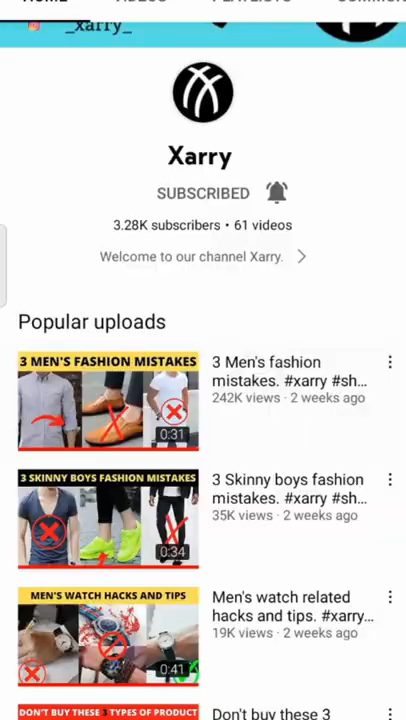 _xarry_
Xarry
SUBSCRIBED
3.28K subscribers • 61 videos
Welcome to our channel Xarry.
Popular uploads
3 MEN'S FASHION MISTAKES
0:31
3 Men's fashion
mistakes. #xarry #sh...
242K views · 2 weeks ago
3 SKINNY BOYS FASHION MISTAKES
0:34
3 Skinny boys fashion
mistakes. #xarry #sh...
35K views · 2 weeks ago
MEN'S WATCH HACKS AND TIPS
0:41
Men's watch related
hacks and tips. #xarry...
19K views · 2 weeks ago
DON'T BUY THESE 3 TYPES OF PRODUCT
Don't buy these 3